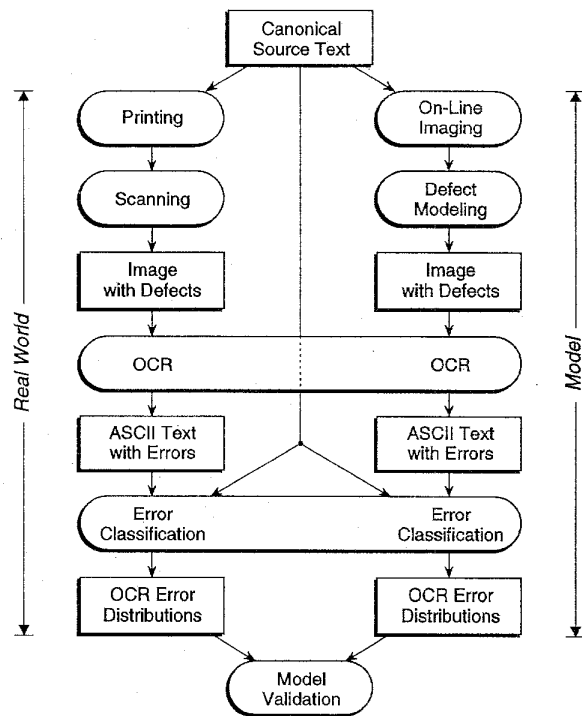 Canonical
Source Text
Printing
On-Line
Imaging
Scanning
Defect
Modeling
Image
with Defects
Image
with Defects
Real World
Model
OCR
OCR
ASCII Text
with Errors
ASCII Text
with Errors
Error
Classification
Error
Classification
OCR Error
Distributions
OCR Error
Distributions
Model
Validation